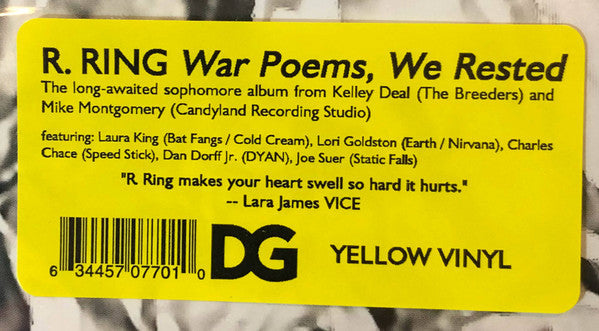 R. RING War Poems, We Rested
The long-awaited sophomore album from Kelley Deal (The Breeders) and
Mike Montgomery (Candyland Recording Studio)
featuring: Laura King (Bat Fangs / Cold Cream), Lori Goldston (Earth / Nirvana), Charles
Chace (Speed Stick), Dan Dorff Jr. (DYAN), Joe Suer (Static Falls)
"R Ring makes your heart swell so hard it hurts."
-- Lara James VICE
DG YELLOW VINYL
6 34457 07701 0